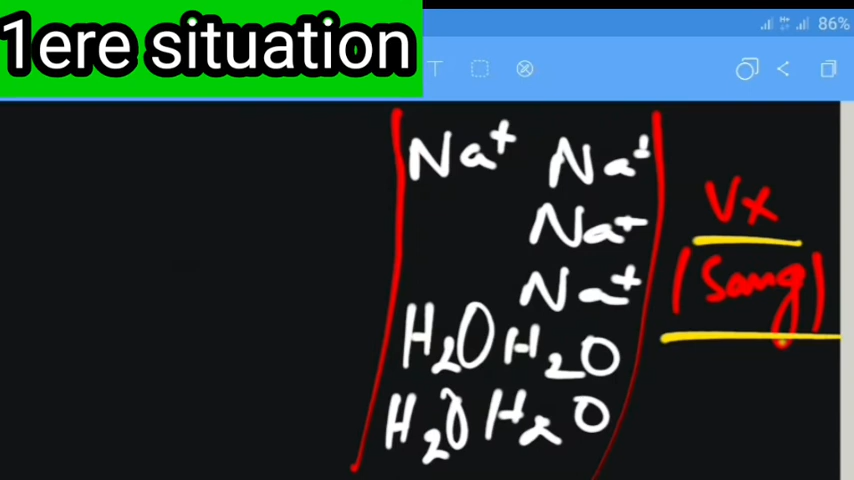 1ere situation
86%
T
Na+ Na+
Vx
Na+
(Sang)
Na+
H2O H2O
H2O H2O